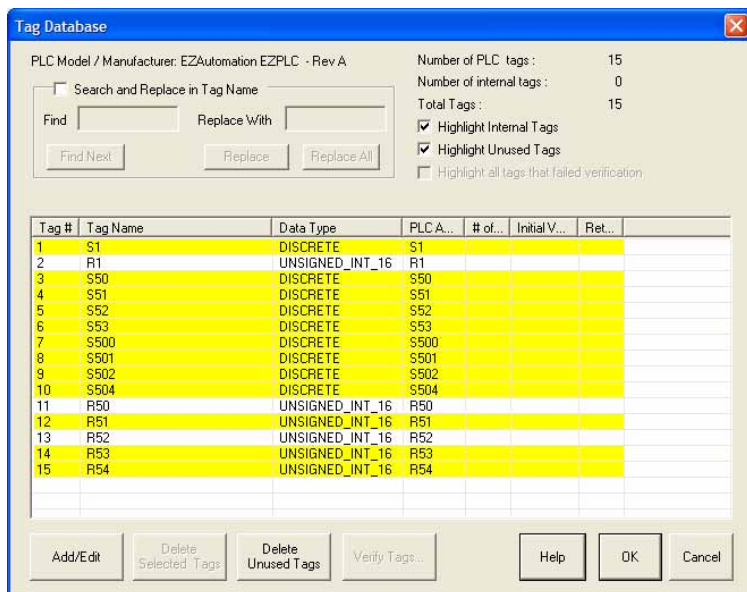 Tag Database
PLC Model / Manufacturer: EZAutomation EZPLC - Rev A
Search and Replace in Tag Name
Find Replace With
Find Next Replace Replace All
Number of PLC tags : 15
Number of internal tags : 0
Total Tags : 15
Highlight Internal Tags
Highlight Unused Tags
Highlight all tags that failed verification
Tag # Tag Name Data Type PLC A... # of... Initial V... Ret...
1 S1 DISCRETE S1
2 R1 UNSIGNED_INT_16 R1
3 S50 DISCRETE S50
4 S51 DISCRETE S51
5 S52 DISCRETE S52
6 S53 DISCRETE S53
7 S500 DISCRETE S500
8 S501 DISCRETE S501
9 S502 DISCRETE S502
10 S504 DISCRETE S504
11 R50 UNSIGNED_INT_16 R50
12 R51 UNSIGNED_INT_16 R51
13 R52 UNSIGNED_INT_16 R52
14 R53 UNSIGNED_INT_16 R53
15 R54 UNSIGNED_INT_16 R54
Add/Edit
Delete
Selected Tags
Delete
Unused Tags
Verify Tags...
Help
OK
Cancel